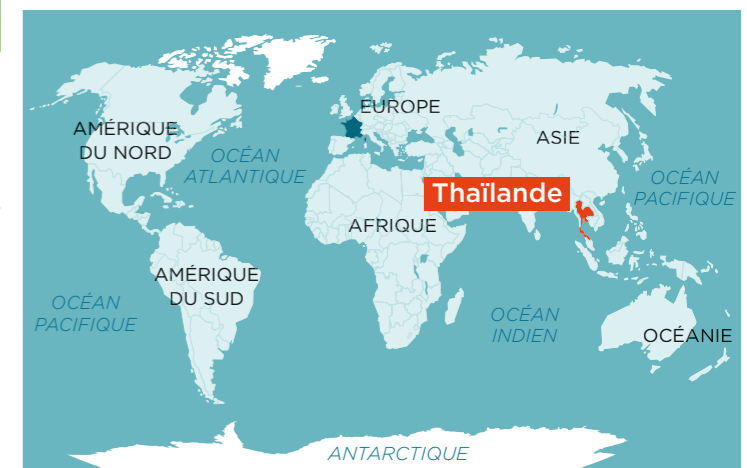 EUROPE
AMÉRIQUE
DU NORD
ASIE
OCÉAN
ATLANTIQUE
OCÉAN
PACIFIQUE
Thaïlande
AFRIQUE
AMÉRIQUE
DU SUD
OCÉAN
PACIFIQUE
OCÉAN
INDIEN
OCÉANIE
ANTARCTIQUE